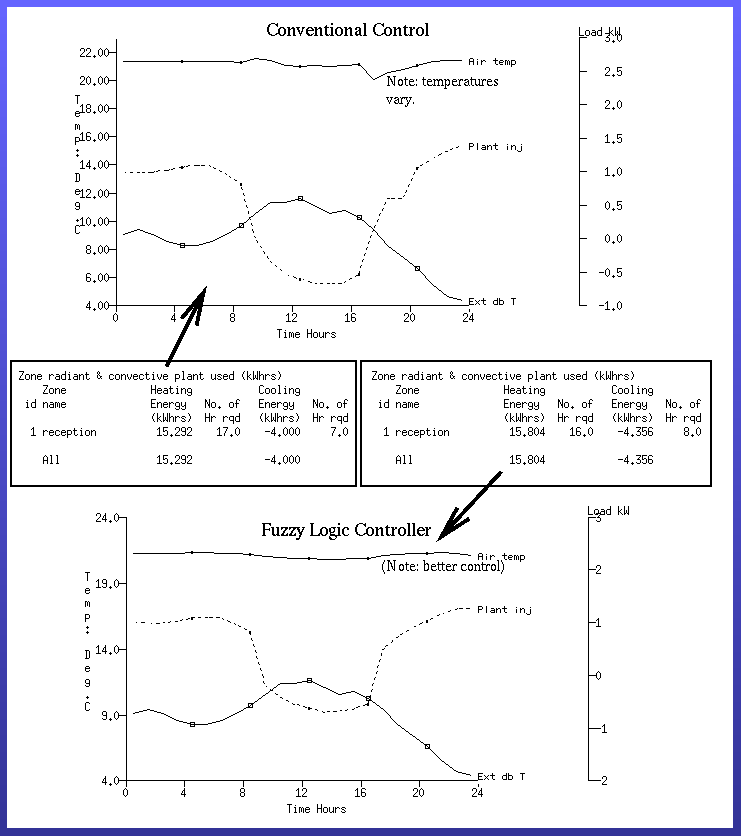 Conventional Control
Load kW
22.00
20.00
18.00
16.00
14.00
12.00
10.00
8.00
6.00
4.00
Temp: Deg.C
3.0
2.5
2.0
1.5
1.0
0.5
0.0
-0.5
-1.0
Air temp
Note: temperatures
vary.
Plant inj
Ext db T
0 4 8 12 16 20 24
Time Hours
Zone radiant & convective plant used (kWhrs)
Zone Heating Cooling
id name Energy No. of Energy No. of
(kWhrs) Hr rqd (kWhrs) Hr rqd
1 reception 15.292 17.0 -4.000 7.0
All 15.292 -4.000
Zone radiant & convective plant used (kWhrs)
Zone Heating Cooling
id name Energy No. of Energy No. of
(kWhrs) Hr rqd (kWhrs) Hr rqd
1 reception 15.804 16.0 -4.356 8.0
All 15.804 -4.356
Fuzzy Logic Controller
Load kW
24.0
19.0
14.0
9.0
4.0
Temp: Deg.C
3
2
1
0
-1
-2
Air temp
(Note: better control)
Plant inj
Ext db T
0 4 8 12 16 20 24
Time Hours